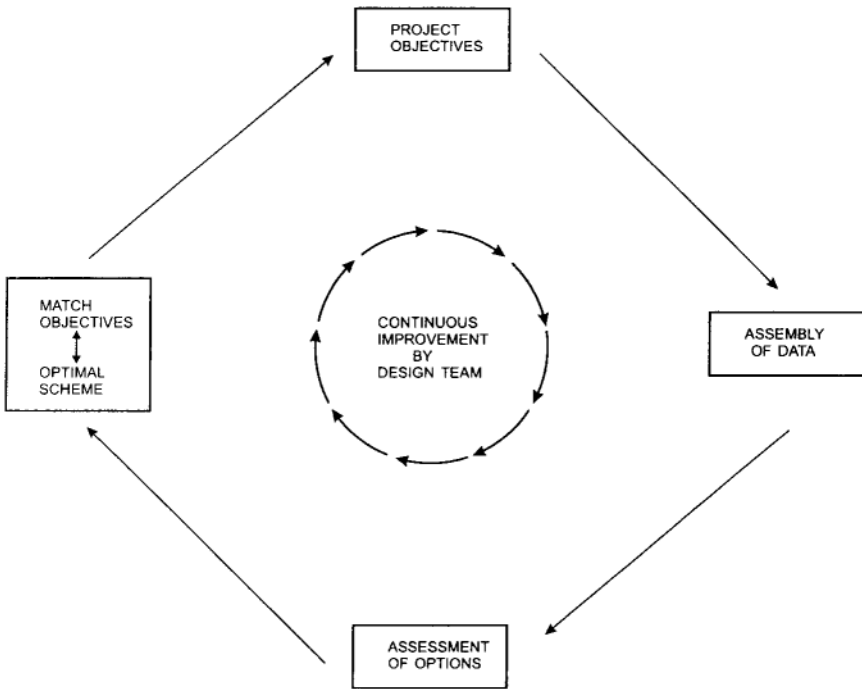 PROJECT
OBJECTIVES
MATCH
OBJECTIVES
OPTIMAL
SCHEME
CONTINUOUS
IMPROVEMENT
BY
DESIGN TEAM
ASSEMBLY
OF DATA
ASSESSMENT
OF OPTIONS